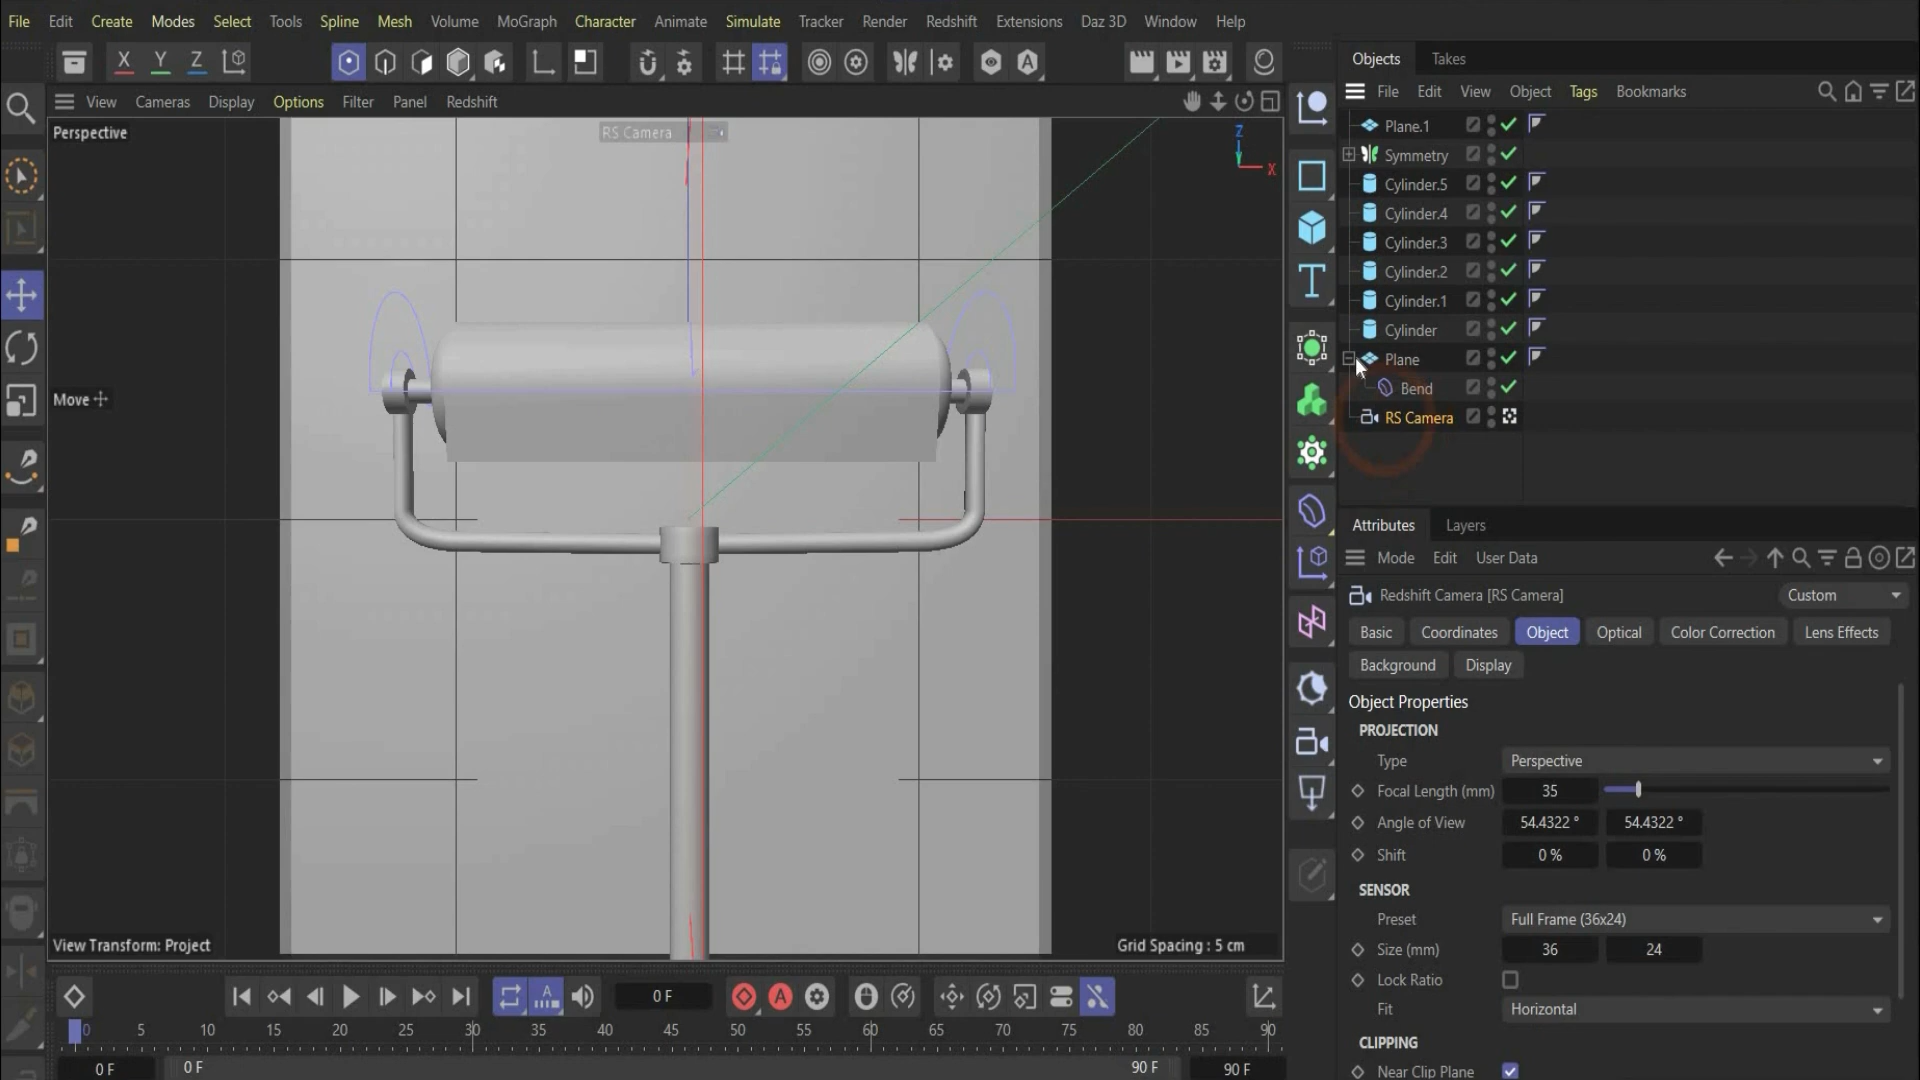 File Edit Create Modes Select Tools Spline Mesh Volume MoGraph Character Animate Simulate Tracker Render Redshift Extensions Daz 3D Window Help
X Y Z
Objects Takes
File Edit View Object Tags Bookmarks
View Cameras Display Options Filter Panel Redshift
Perspective
RS Camera
Z
X
Move
View Transform: Project
Grid Spacing : 5 cm
Plane.1
Symmetry
Cylinder.5
Cylinder.4
Cylinder.3
Cylinder.2
Cylinder.1
Cylinder
Plane
Bend
RS Camera
Attributes Layers
Mode Edit User Data
Redshift Camera [RS Camera] Custom
Basic Coordinates Object Optical Color Correction Lens Effects
Background Display
Object Properties
PROJECTION
Type Perspective
Focal Length (mm) 35
Angle of View 54.4322 ° 54.4322 °
Shift 0 % 0 %
SENSOR
Preset Full Frame (36x24)
Size (mm) 36 24
Lock Ratio
Fit Horizontal
CLIPPING
Near Clip Plane
0 F
0 5 10 15 20 25 30 35 40 45 50 55 60 65 70 75 80 85 90
0 F 0 F 90 F 90 F